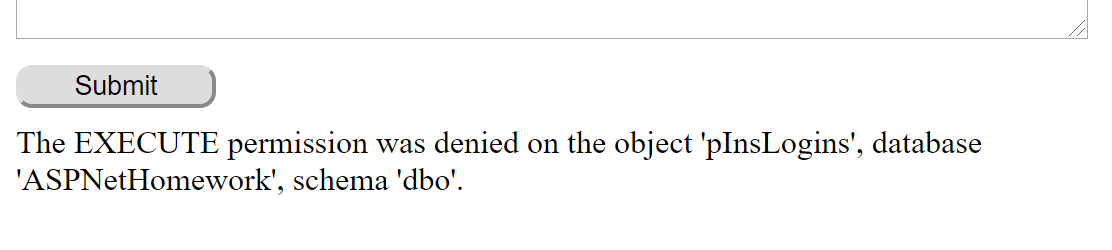 Submit
The EXECUTE permission was denied on the object 'pInsLogins', database
'ASPNetHomework', schema 'dbo'.